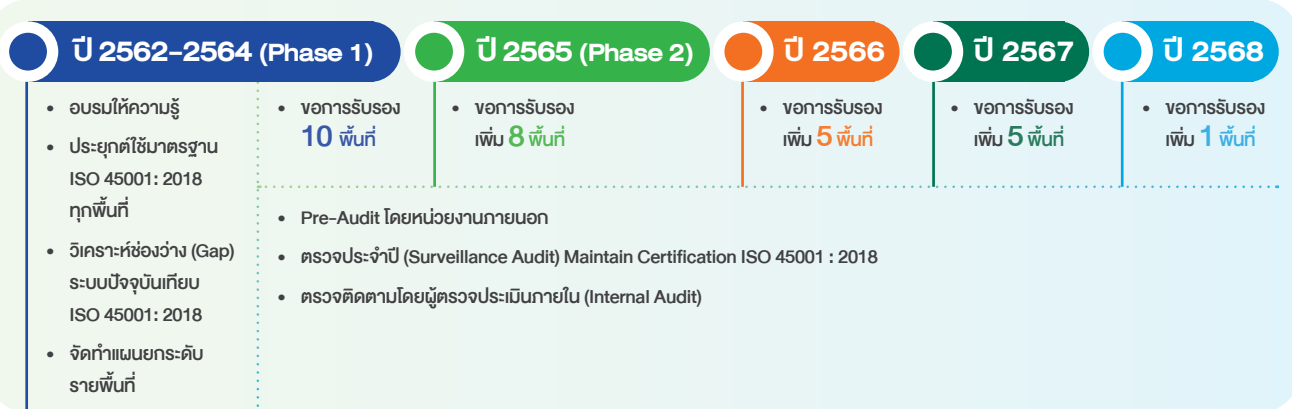 ปี 2562-2564 (Phase 1)
• อบรมให้ความรู้
• ประยุกต์ใช้มาตรฐาน
ISO 45001: 2018
ทุกพื้นที่
• วิเคราะห์ช่องว่าง (Gap)
ระบบปัจจุบันเทียบ
ISO 45001: 2018
• จัดทำแผนยกระดับ
รายพื้นที่
• ขอการรับรอง
10 พื้นที่
ปี 2565 (Phase 2)
• ขอการรับรอง
เพิ่ม 8 พื้นที่
ปี 2566
• ขอการรับรอง
เพิ่ม 5 พื้นที่
ปี 2567
• ขอการรับรอง
เพิ่ม 5 พื้นที่
ปี 2568
• ขอการรับรอง
เพิ่ม 1 พื้นที่
• Pre-Audit โดยหน่วยงานภายนอก
• ตรวจประจำปี (Surveillance Audit) Maintain Certification ISO 45001 : 2018
• ตรวจติดตามโดยผู้ตรวจประเมินภายใน (Internal Audit)